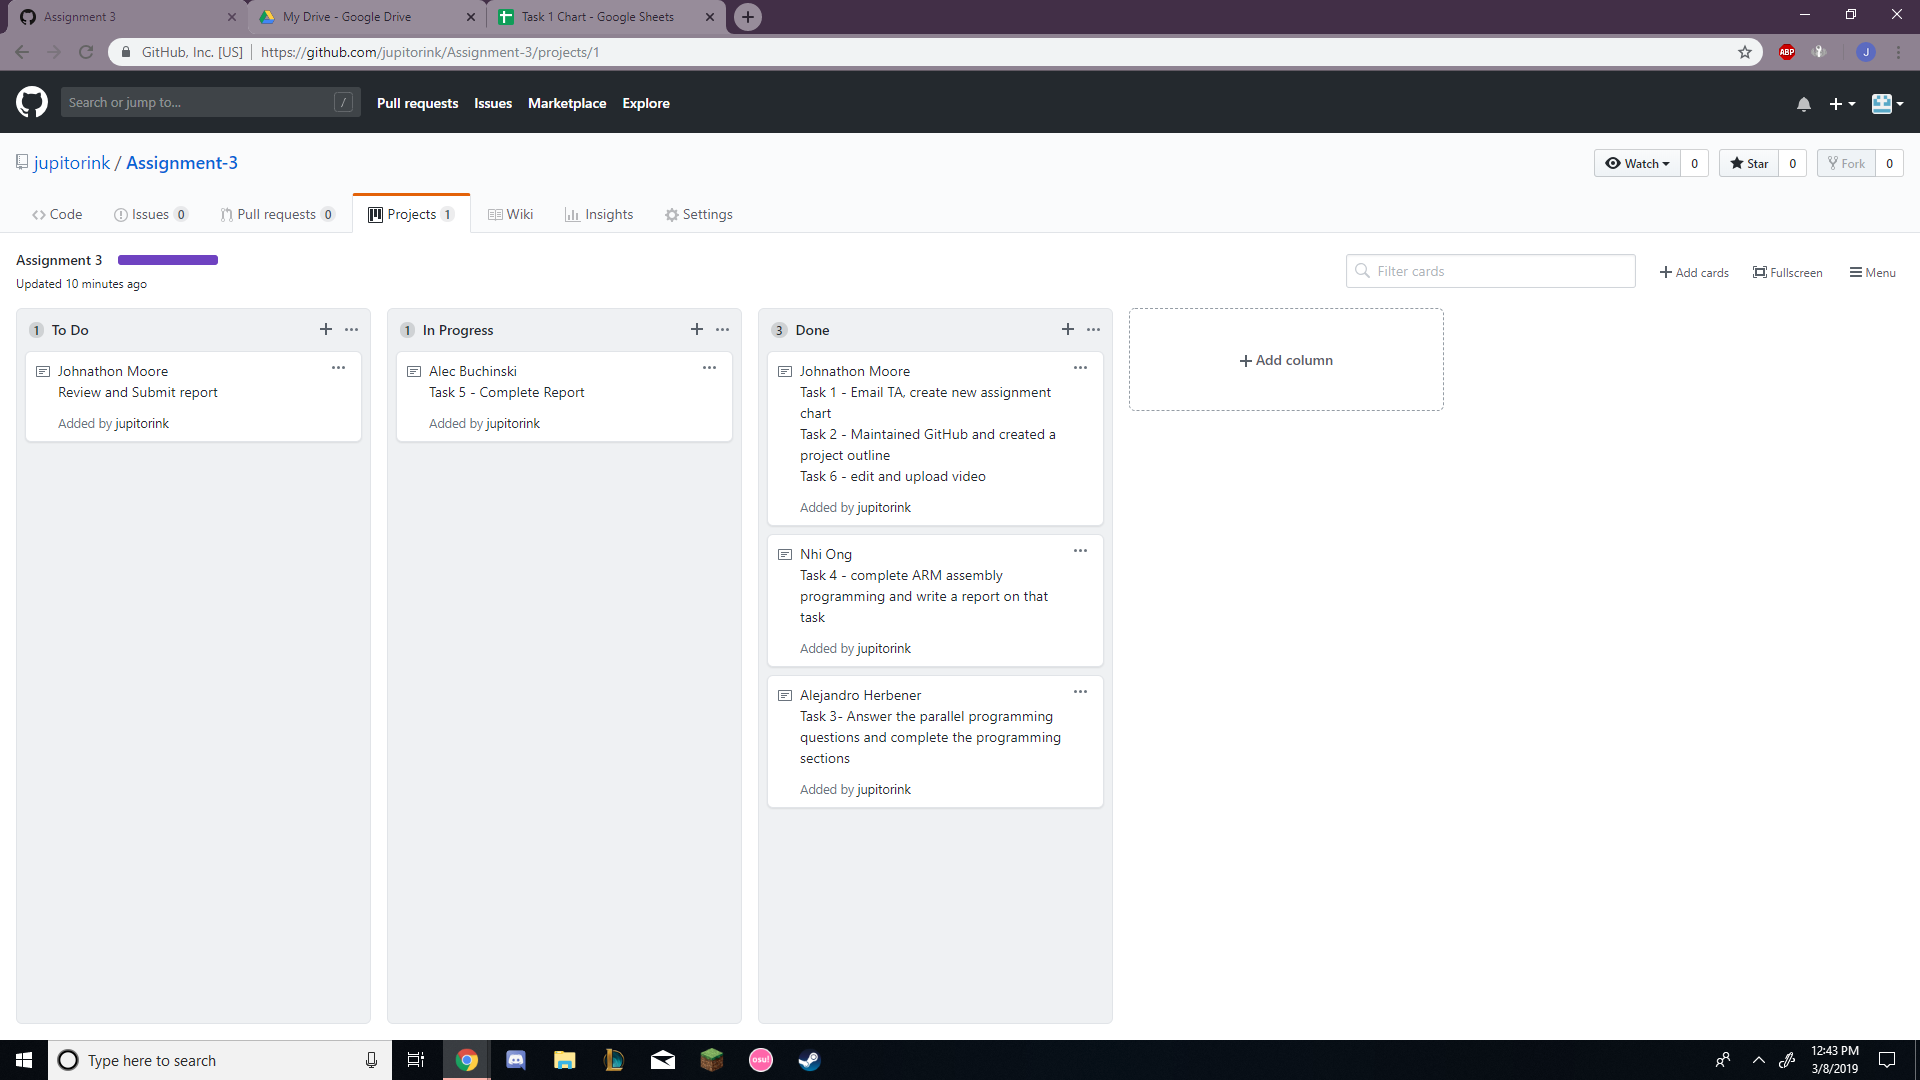 Assignment 3
My Drive - Google Drive
Task 1 Chart - Google Sheets
GitHub, Inc. [US] https://github.com/jupitorink/Assignment-3/projects/1
ABP
J
Search or jump to... /
Pull requests Issues Marketplace Explore
jupitorink / Assignment-3
Watch 0 Star 0 Fork 0
Code Issues 0 Pull requests 0 Projects 1 Wiki Insights Settings
Assignment 3
Updated 10 minutes ago
Filter cards
Add cards Fullscreen Menu
1 To Do
Johnathon Moore
Review and Submit report
Added by jupitorink
1 In Progress
Alec Buchinski
Task 5 - Complete Report
Added by jupitorink
3 Done
Johnathon Moore
Task 1 - Email TA, create new assignment
chart
Task 2 - Maintained GitHub and created a
project outline
Task 6 - edit and upload video
Added by jupitorink
Nhi Ong
Task 4 - complete ARM assembly
programming and write a report on that
task
Added by jupitorink
Alejandro Herbener
Task 3- Answer the parallel programming
questions and complete the programming
sections
Added by jupitorink
Add column
Type here to search
osu!
12:43 PM
3/8/2019